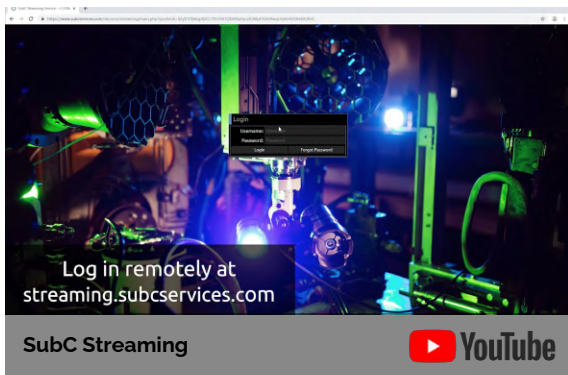 Login
Username:
Password:
Login
Forgot Password
Log in remotely at
streaming.subcservices.com
SubC Streaming
YouTube